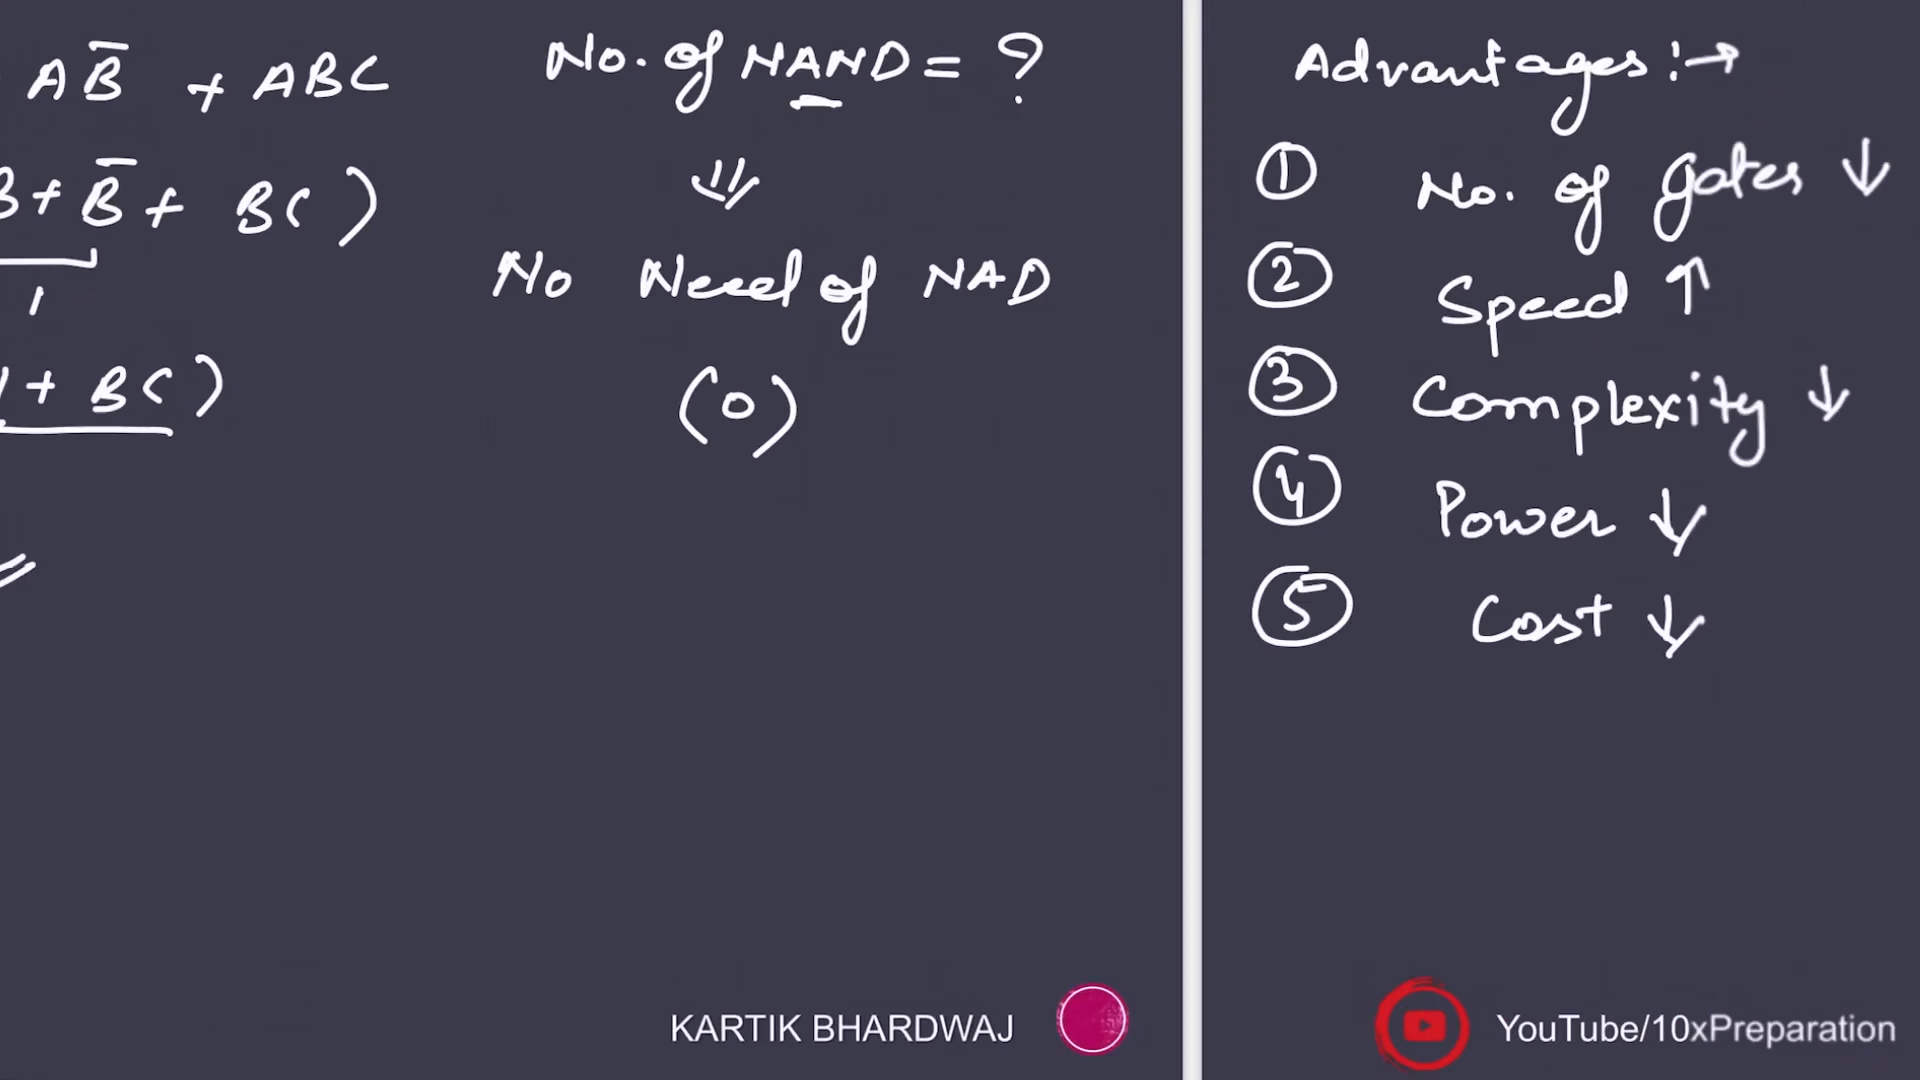 AB̅ + ABC
B + B̅ + BC)
1
1 + BC)
No. of NAND = ?
No Need of NAD
(0)
Advantages :→
① No. of gates ↓
② Speed ↑
③ Complexity ↓
④ Power ↓
⑤ Cost ↓
KARTIK BHARDWAJ
YouTube/10xPreparation